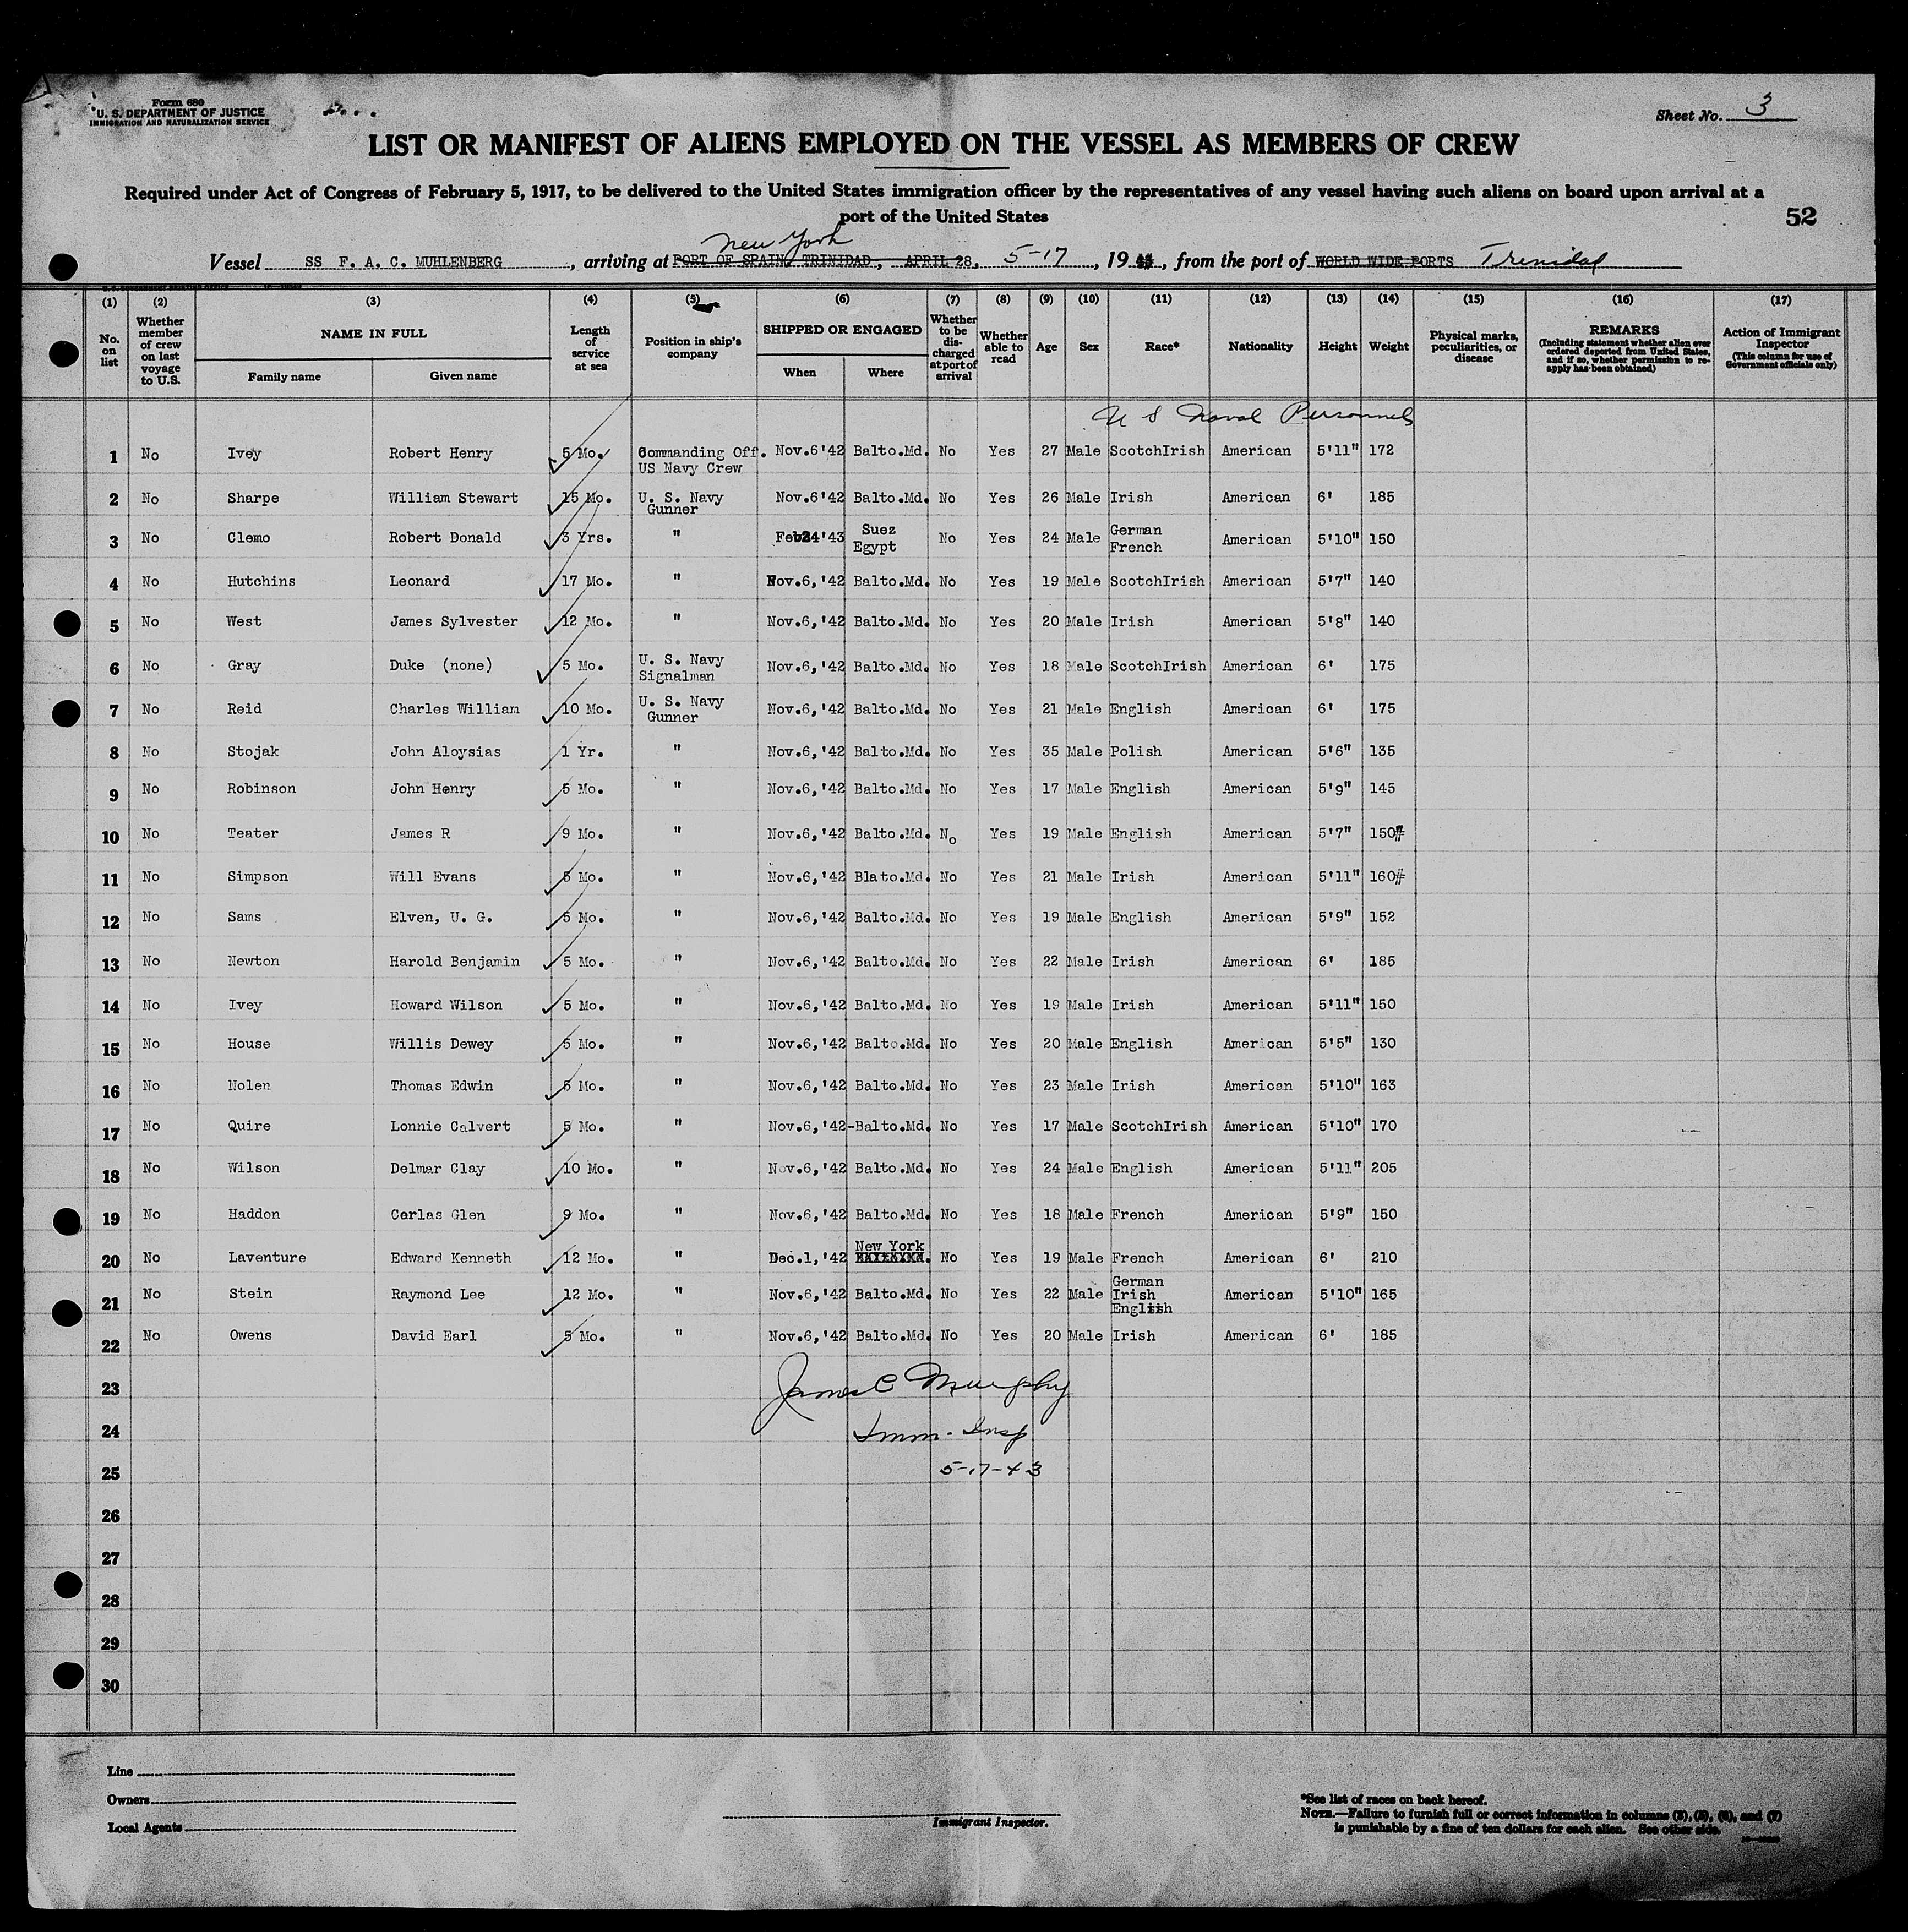 Form 680
U. S. DEPARTMENT OF JUSTICE
IMMIGRATION AND NATURALIZATION SERVICE
Sheet No. 3
LIST OR MANIFEST OF ALIENS EMPLOYED ON THE VESSEL AS MEMBERS OF CREW
Required under Act of Congress of February 5, 1917, to be delivered to the United States immigration officer by the representatives of any vessel having such aliens on board upon arrival at a
port of the United States
52
New York
Vessel SS F. A. C. MUHLENBERG, arriving at PORT OF SPAIN, TRINIDAD, APRIL 28, 5-17, 19, from the port of WORLD WIDE PORTS Trinidad
(1) (2) (3) (4) (5) (6) (7) (8) (9) (10) (11) (12) (13) (14) (15) (16) (17)
No. on list Whether member of crew on last voyage to U.S. NAME IN FULL Family name Given name Length of service at sea Position in ship's company SHIPPED OR ENGAGED When Where Whether to be discharged at port of arrival Whether able to read Age Sex Race* Nationality Height Weight Physical marks, peculiarities, or disease REMARKS (Including statement whether alien ever ordered deported from United States, and if so, whether permission to reapply has been obtained) Action of Immigrant Inspector (This column for use of Government officials only)
U S Naval Personnel
1 No Ivey Robert Henry 5 Mo. Commanding Off. US Navy Crew Nov.6'42 Balto.Md. No Yes 27 Male ScotchIrish American 5'11" 172
2 No Sharpe William Stewart 15 Mo. U. S. Navy Gunner Nov.6'42 Balto.Md. No Yes 26 Male Irish American 6' 185
3 No Clemo Robert Donald 3 Yrs. " Feb24'43 Suez Egypt No Yes 24 Male German French American 5'10" 150
4 No Hutchins Leonard 17 Mo. " Nov.6,'42 Balto.Md. No Yes 19 Male ScotchIrish American 5'7" 140
5 No West James Sylvester 12 Mo. " Nov.6,'42 Balto.Md. No Yes 20 Male Irish American 5'8" 140
6 No Gray Duke (none) 5 Mo. U. S. Navy Signalman Nov.6,'42 Balto.Md. No Yes 18 Male ScotchIrish American 6' 175
7 No Reid Charles William 10 Mo. U. S. Navy Gunner Nov.6,'42 Balto.Md. No Yes 21 Male English American 6' 175
8 No Stojak John Aloysias 1 Yr. " Nov.6,'42 Balto.Md. No Yes 35 Male Polish American 5'6" 135
9 No Robinson John Henry 5 Mo. " Nov.6,'42 Balto.Md. No Yes 17 Male English American 5'9" 145
10 No Teater James R 9 Mo. " Nov.6,'42 Balto.Md. No Yes 19 Male English American 5'7" 150#
11 No Simpson Will Evans 5 Mo. " Nov.6,'42 Blato.Md. No Yes 21 Male Irish American 5'11" 160#
12 No Sams Elven, U. G. 5 Mo. " Nov.6,'42 Balto.Md. No Yes 19 Male English American 5'9" 152
13 No Newton Harold Benjamin 5 Mo. " Nov.6,'42 Balto.Md. No Yes 22 Male Irish American 6' 185
14 No Ivey Howard Wilson 5 Mo. " Nov.6,'42 Balto.Md. No Yes 19 Male Irish American 5'11" 150
15 No House Willis Dewey 5 Mo. " Nov.6,'42 Balto.Md. No Yes 20 Male English American 5'5" 130
16 No Nolen Thomas Edwin 5 Mo. " Nov.6,'42 Balto.Md. No Yes 23 Male Irish American 5'10" 163
17 No Quire Lonnie Calvert 5 Mo. " Nov.6,'42-Balto.Md. No Yes 17 Male ScotchIrish American 5'10" 170
18 No Wilson Delmar Clay 10 Mo. " Nov.6,'42 Balto.Md. No Yes 24 Male English American 5'11" 205
19 No Haddon Carlas Glen 9 Mo. " Nov.6,'42 Balto.Md. No Yes 18 Male French American 5'9" 150
20 No Laventure Edward Kenneth 12 Mo. " Dec.1,'42 New York No Yes 19 Male French American 6' 210
21 No Stein Raymond Lee 12 Mo. " Nov.6,'42 Balto.Md. No Yes 22 Male German Irish English American 5'10" 165
22 No Owens David Earl 5 Mo. " Nov.6,'42 Balto.Md. No Yes 20 Male Irish American 6' 185
23 James C Murphy
24 Imm. Insp
25 5-17-43
26
27
28
29
30
Line
Owners
Local Agents
Immigrant Inspector.
*See list of races on back hereof.
NOTE.—Failure to furnish full or correct information in columns (2), (3), (6), and (7)
is punishable by a fine of ten dollars for each alien. See other side.